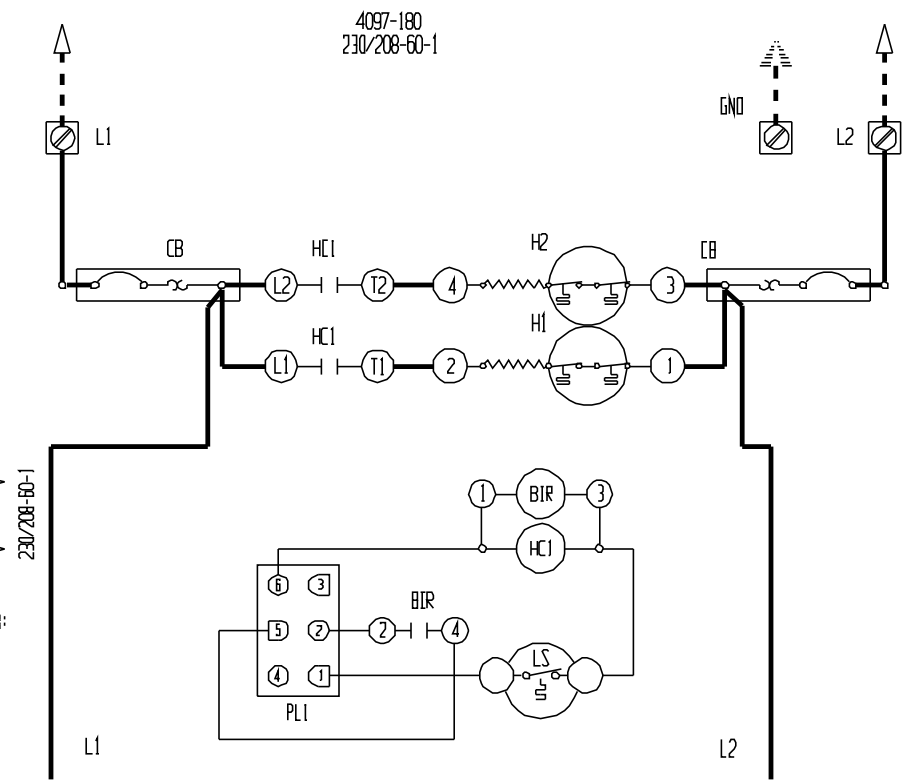 4097-180
230/208-60-1
L1
GND
L2
CB
HC1
H2
CB
L2
T2
4
3
HC1
H1
L1
T1
2
1
230/208-60-1
1
BIR
3
HC1
6
3
BIR
5
2
2
4
LS
4
1
PL1
L1
L2